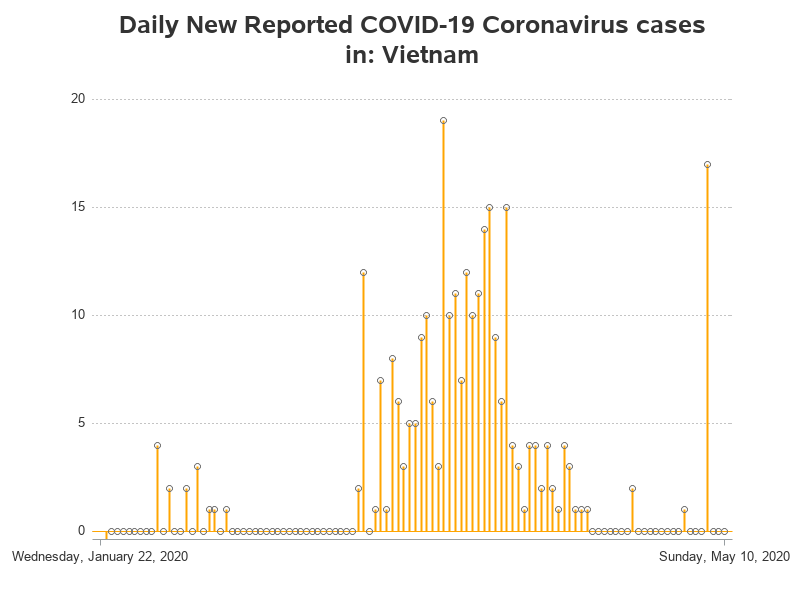 Daily New Reported COVID-19 Coronavirus cases
in: Vietnam
20
15
10
5
0
Wednesday, January 22, 2020
Sunday, May 10, 2020